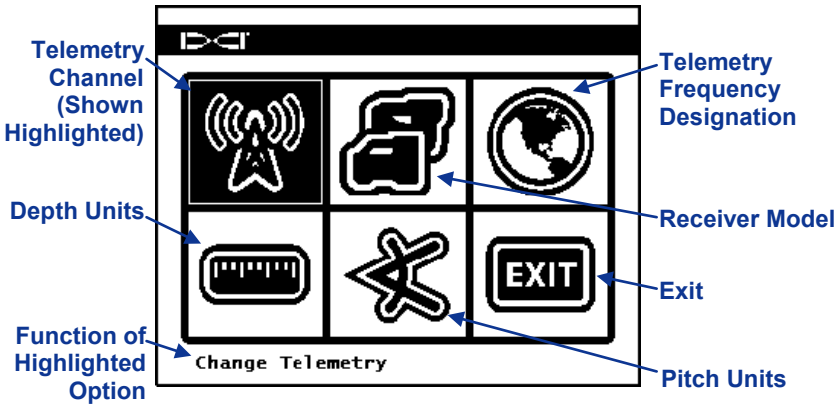 Telemetry
Channel
(Shown
Highlighted)
DCI
Telemetry
Frequency
Designation
Depth Units
Receiver Model
EXIT
Exit
Function of
Highlighted
Option
Change Telemetry
Pitch Units